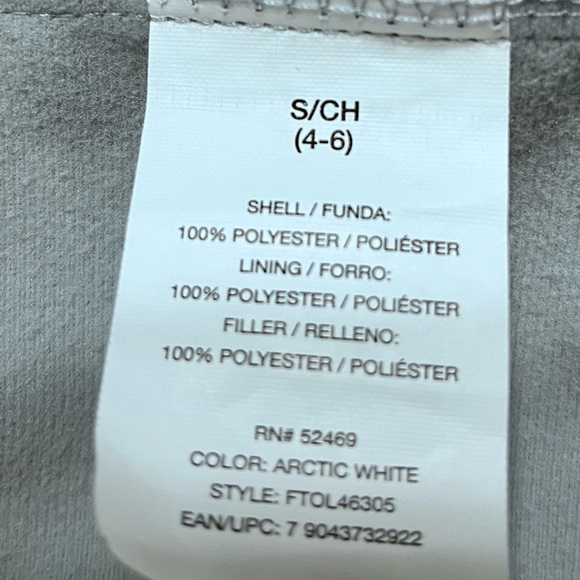 S/CH
(4-6)
SHELL / FUNDA:
100% POLYESTER / POLIÉSTER
LINING / FORRO:
100% POLYESTER / POLIÉSTER
FILLER / RELLENO:
100% POLYESTER / POLIÉSTER
RN# 52469
COLOR: ARCTIC WHITE
STYLE: FTOL46305
EAN/UPC: 7 9043732922